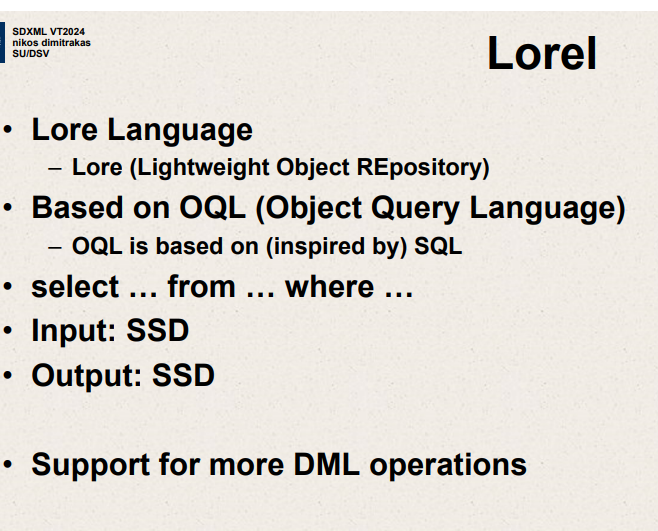 SDXML VT2024
nikos dimitrakas
SU/DSV
Lorel
• Lore Language
– Lore (Lightweight Object REpository)
• Based on OQL (Object Query Language)
– OQL is based on (inspired by) SQL
• select … from … where …
• Input: SSD
• Output: SSD
• Support for more DML operations